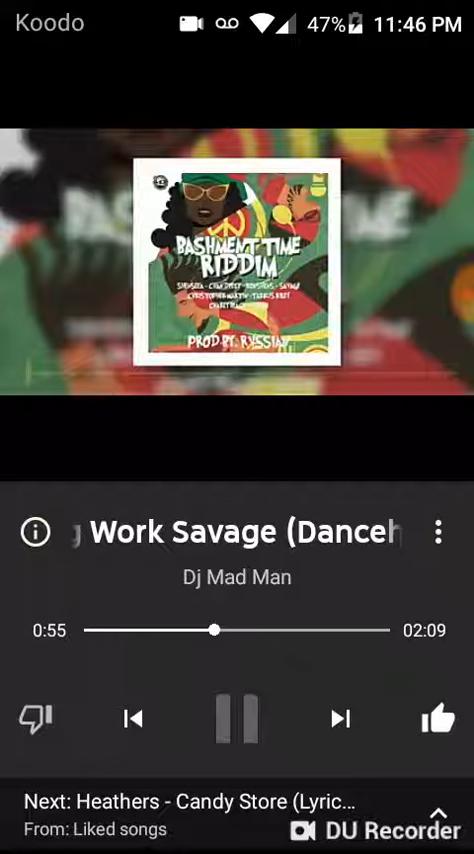 Koodo 47% 11:46 PM
BASHMENT TIME
RIDDIM
PROD BY: RVSSIAN
Work Savage (Danceh
Dj Mad Man
0:55 02:09
Next: Heathers - Candy Store (Lyric...
From: Liked songs
DU Recorder